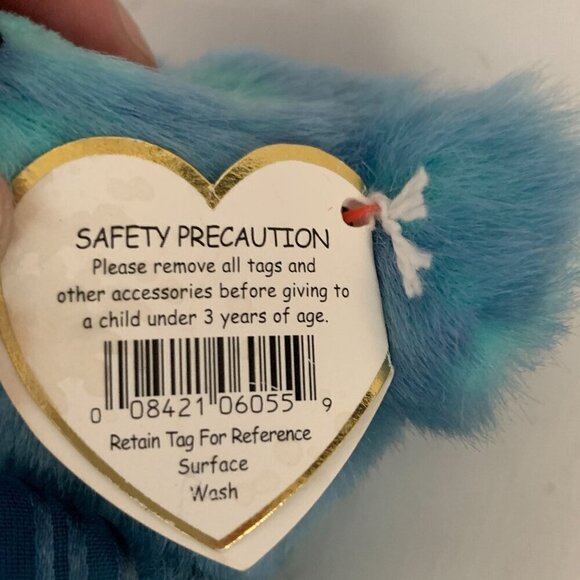 SAFETY PRECAUTION
Please remove all tags and
other accessories before giving to
a child under 3 years of age.
0 08421 06055 9
Retain Tag For Reference
Surface
Wash